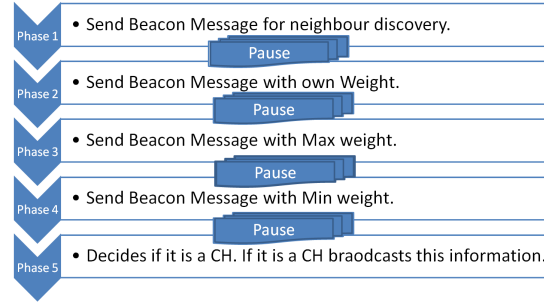 Phase 1
• Send Beacon Message for neighbour discovery.
Pause
Phase 2
• Send Beacon Message with own Weight.
Pause
Phase 3
• Send Beacon Message with Max weight.
Pause
Phase 4
• Send Beacon Message with Min weight.
Pause
Phase 5
• Decides if it is a CH. If it is a CH braodcasts this information.